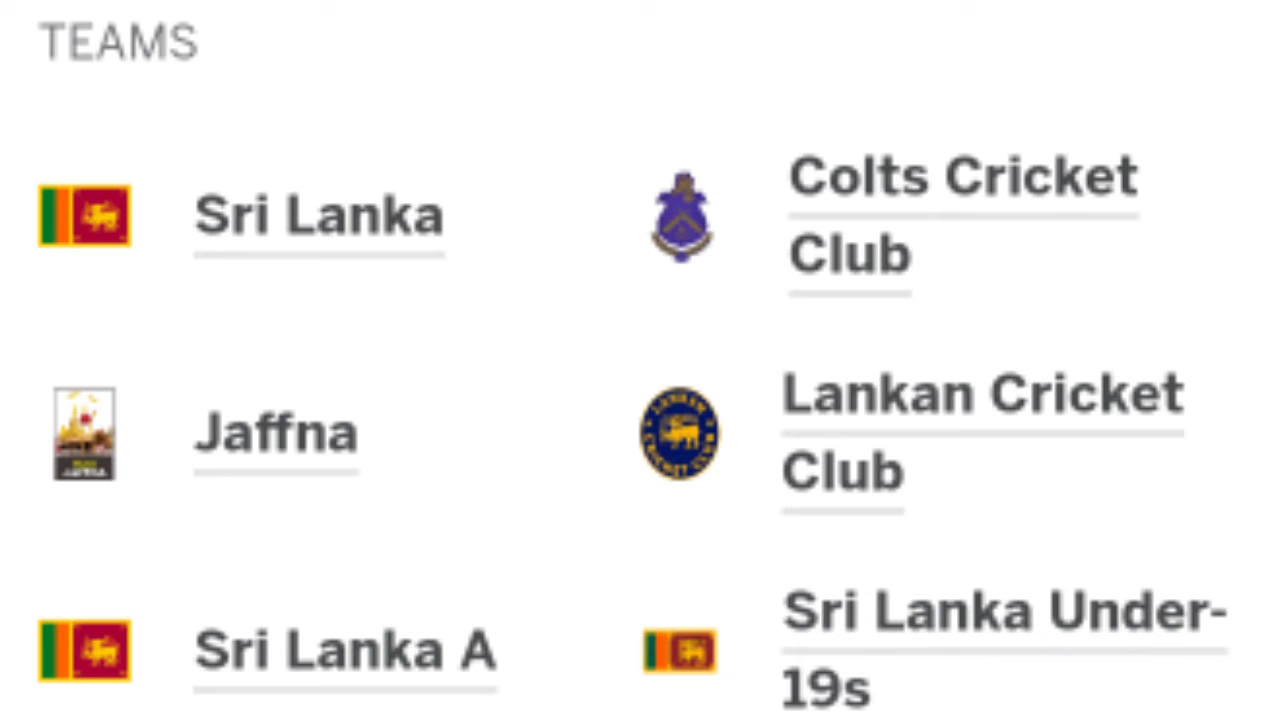 TEAMS
Sri Lanka
Colts Cricket
Club
Jaffna
Lankan Cricket
Club
Sri Lanka A
Sri Lanka Under-
19s